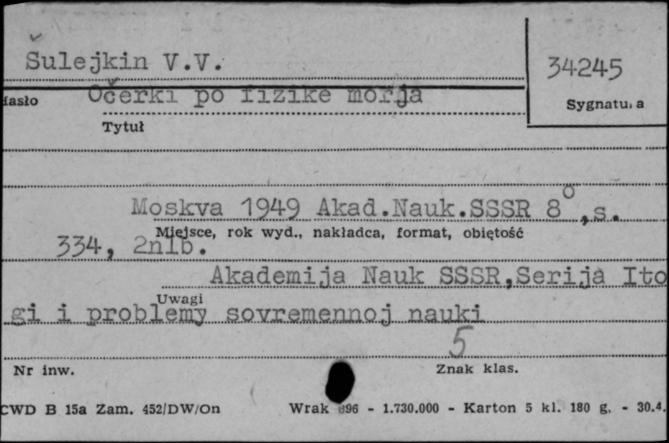 Šulejkin V.V.
34245
Hasło Očerki po fizike morja
Sygnatura
Tytuł
Moskva 1949 Akad.Nauk.SSSR 8°,s.
Miejsce, rok wyd., nakładca, format, objętość
334, 2nlb.
Akademija Nauk SSSR,Serija Ito
Uwagi
gi i problemy sovremennoj nauki
5
Nr inw.
Znak klas.
CWD B 15a Zam. 452/DW/On Wrak 696 - 1.730.000 - Karton 5 kl. 180 g. - 30.4.